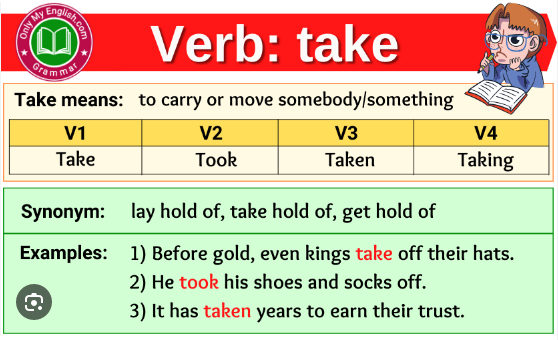 Only My English.com
Grammar
Verb: take
Take means: to carry or move somebody/something
V1 V2 V3 V4
Take Took Taken Taking
Synonym: lay hold of, take hold of, get hold of
Examples: 1) Before gold, even kings take off their hats.
2) He took his shoes and socks off.
3) It has taken years to earn their trust.